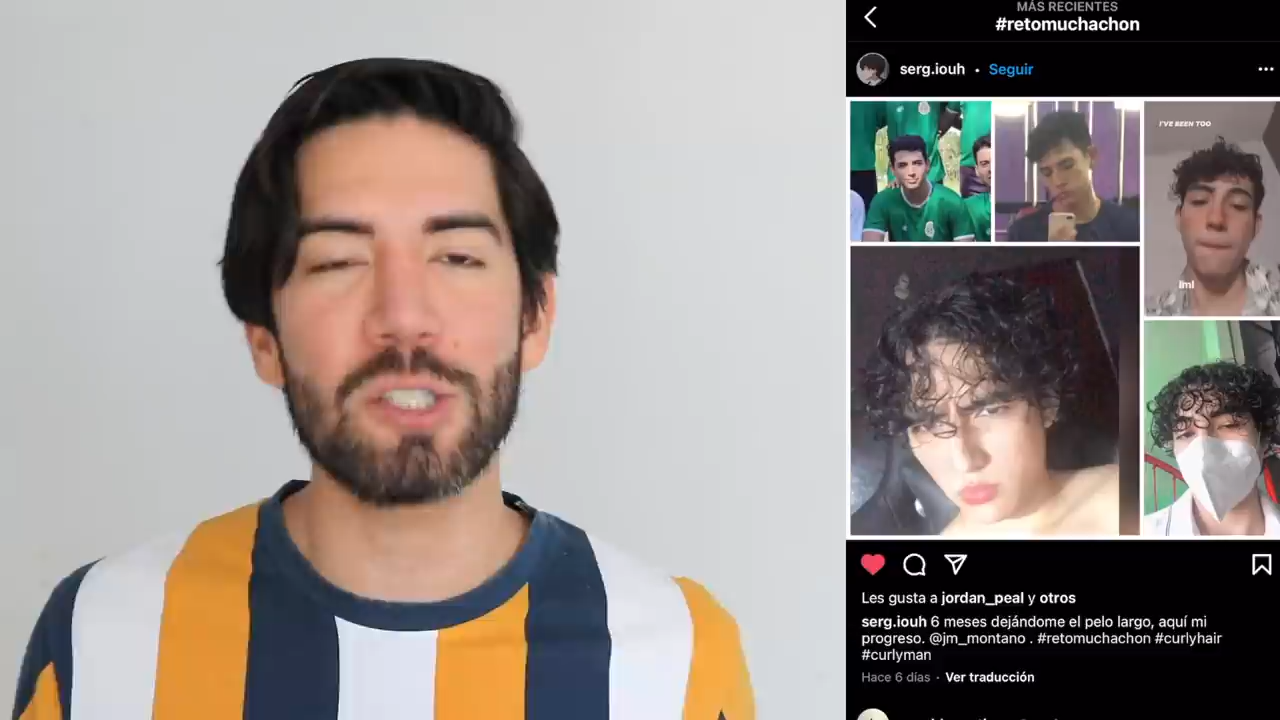 MÁS RECIENTES
#retomuchachon
serg.iouh • Seguir
I'VE BEEN TOO
lml
Les gusta a jordan_peal y otros
serg.iouh 6 meses dejándome el pelo largo, aquí mi
progreso. @jm_montano . #retomuchachon #curlyhair
#curlyman
Hace 6 días · Ver traducción